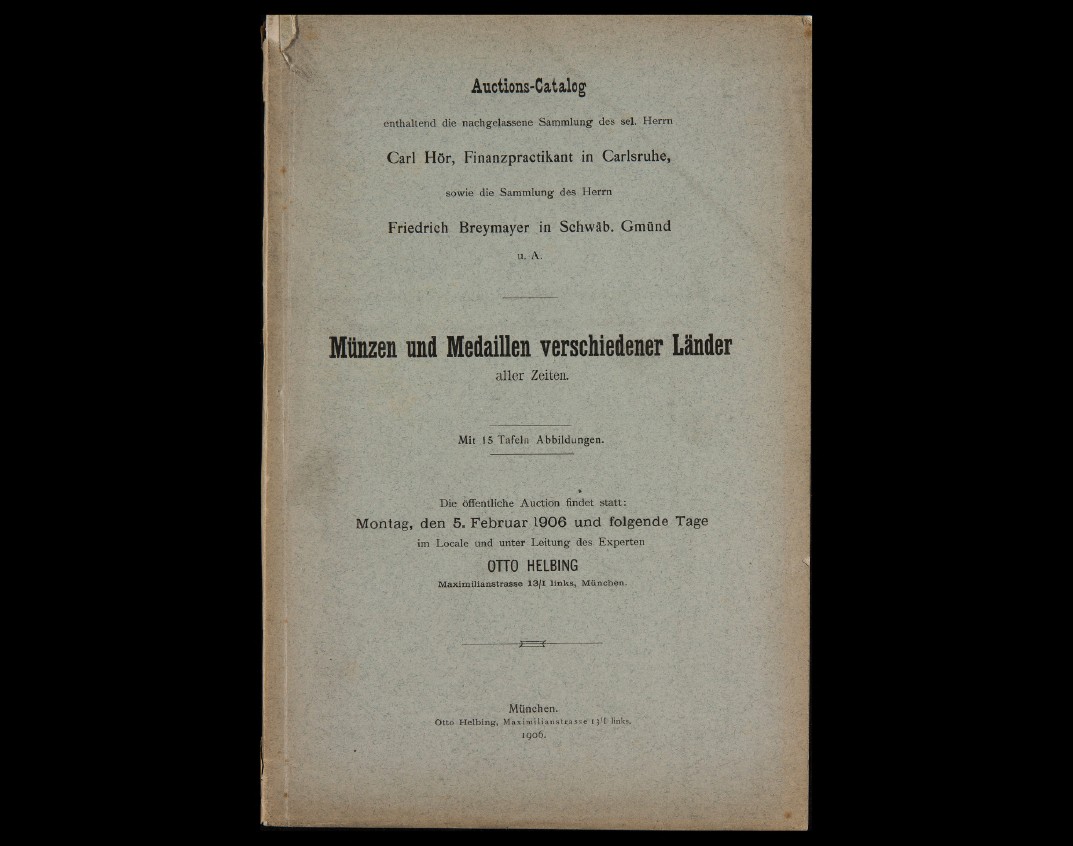 Auctions-Catalog
enthaltend die nachgelassene Sammlung des sel. Herrn
Carl Hör, Finanzpractikant in Carlsruhe,
sowie die Sammlung des Herrn
Friedrich Breymayer in Schwäb. Gmünd
u. A.
Münzen und Medaillen verschiedener Länder
aller Zeiten.
Mit 15 Tafeln Abbildungen.
Die öffentliche Auction findet statt:
Montag, den 5. Februar 1906 und folgende Tage
im Locale und unter Leitung des Experten
OTTO HELBING
Maximilianstrasse 13/I links, München.
München.
Otto Helbing, Maximilianstrasse 13/I links.
1906.